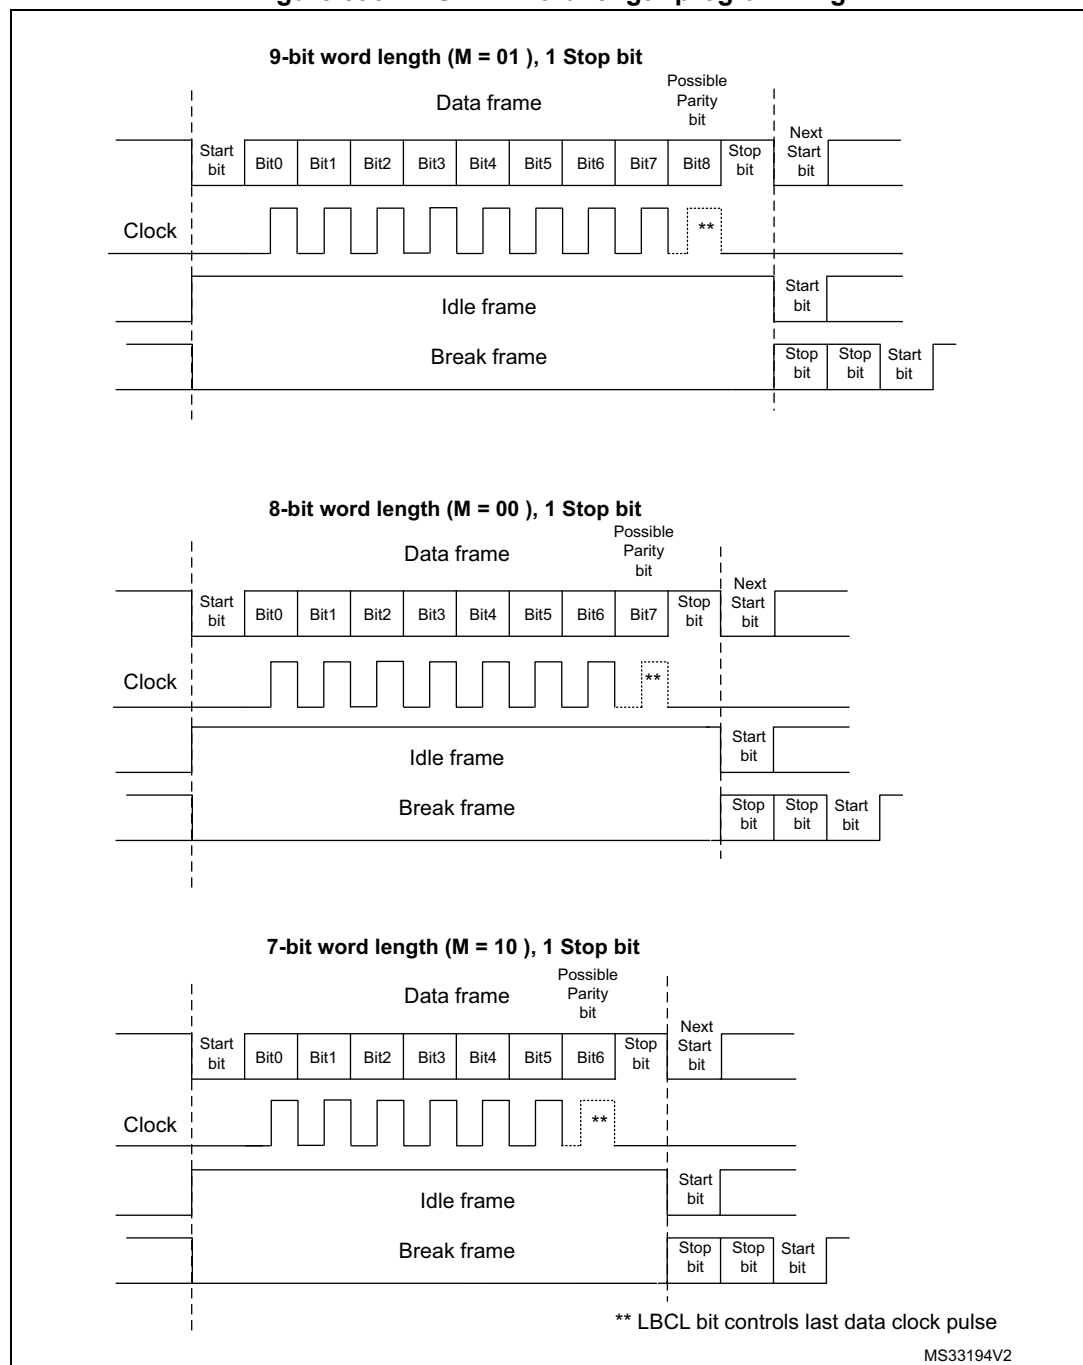 9-bit word length (M = 01 ), 1 Stop bit
Data frame
Possible
Parity
bit
Start
bit
Bit0 Bit1 Bit2 Bit3 Bit4 Bit5 Bit6 Bit7 Bit8
Stop
bit
Next
Start
bit
Clock
**
Idle frame
Start
bit
Break frame
Stop
bit
Stop
bit
Start
bit
8-bit word length (M = 00 ), 1 Stop bit
Data frame
Possible
Parity
bit
Start
bit
Bit0 Bit1 Bit2 Bit3 Bit4 Bit5 Bit6 Bit7
Stop
bit
Next
Start
bit
Clock
**
Idle frame
Start
bit
Break frame
Stop
bit
Stop
bit
Start
bit
7-bit word length (M = 10 ), 1 Stop bit
Data frame
Possible
Parity
bit
Start
bit
Bit0 Bit1 Bit2 Bit3 Bit4 Bit5 Bit6
Stop
bit
Next
Start
bit
Clock
**
Idle frame
Start
bit
Break frame
Stop
bit
Stop
bit
Start
bit
** LBCL bit controls last data clock pulse
MS33194V2